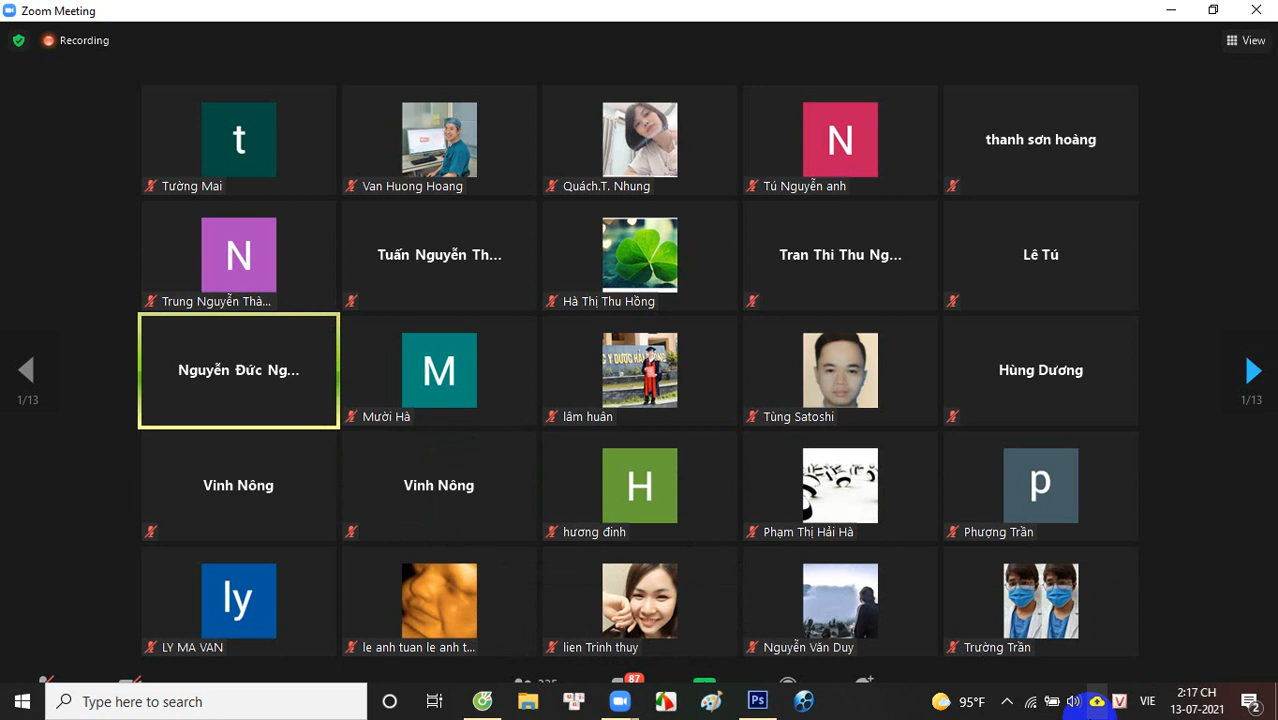 Zoom Meeting
Recording
View
t
Tường Mai
Van Huong Hoang
Quách.T. Nhung
N
Tú Nguyễn anh
thanh sơn hoàng
N
Trung Nguyễn Thà...
Tuấn Nguyễn Th...
Hà Thị Thu Hồng
Tran Thi Thu Ng...
Lê Tú
1/13
Nguyễn Đức Ng...
M
Mười Hà
lâm huân
Tùng Satoshi
Hùng Dương
1/13
Vinh Nông
Vinh Nông
H
hương đinh
Phạm Thị Hải Hà
p
Phượng Trần
ly
LY MA VAN
le anh tuan le anh t...
lien Trinh thuy
Nguyễn Văn Duy
Trường Trần
87
Type here to search
Ps
95°F
V
VIE
2:17 CH
13-07-2021
2